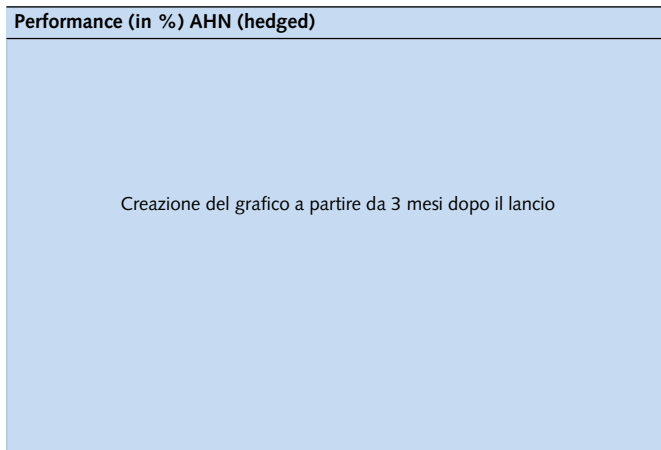 Performance (in %) AHN (hedged)
Creazione del grafico a partire da 3 mesi dopo il lancio